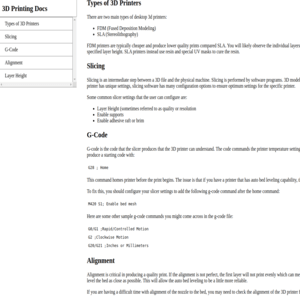 3D Printing Docs
Types of 3D Printers
Slicing
G-Code
Alignment
Layer Height
Types of 3D Printers
There are two main types of desktop 3d printers:
FDM (Fused Deposition Modeling)
SLA (Stereolithography)
FDM printers are typically cheaper and produce lower quality prints compared SLA. You will likely observe the individual layers
specified layer height. SLA printers instead use resin and special UV masks to cure the resin.
Slicing
Slicing is an intermediate step between a 3D file and the physical machine. Slicing is performed by software programs. 3D model
printer has unique settings, slicing software has many configuration options to ensure optimum settings for the specific printer.
Some common slicer settings that the user can configure are:
Layer Height (sometimes referred to as quality or resolution
Enable supports
Enable adhesive raft or brim
G-Code
G-code is the code that the slicer produces that the 3D printer can understand. The code commands the printer temperature setting
produce a starting code with:
G28 ; Home
This command homes printer before the print begins. The issue is that if you have a printer that has auto bed leveling capability,
To fix this, you should configure your slicer settings to add the following g-code command after the home command:
M420 S1; Enable bed mesh
Here are some other sample g-code commands you might come across in the g-code file:
G0/G1 ;Rapid/Controlled Motion
G2 ;Clockwise Motion
G20/G21 ;Inches or Millimeters
Alignment
Alignment is critical in producing a quality print. If the alignment is not perfect, the first layer will not print evenly which can
level the bed as close as possible. This will allow the auto bed leveling to be a little more reliable.
If you are having a difficult time with alignment of the nozzle to the bed, you may need to check the alignment of the 3D printer